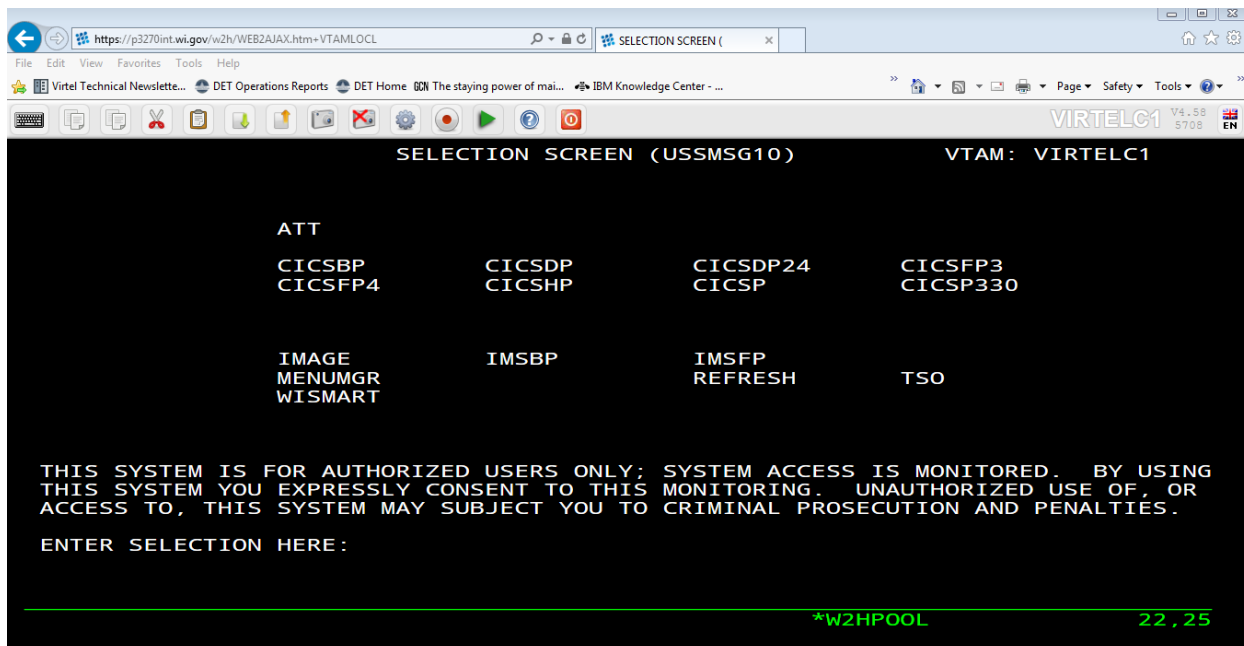 https://p3270int.wi.gov/w2h/WEB2AJAX.htm+VTAMLOCL SELECTION SCREEN (
File Edit View Favorites Tools Help
Virtel Technical Newslette... DET Operations Reports DET Home GCN The staying power of mai... IBM Knowledge Center - ... » Page Safety Tools »
VIRTELC1 V4.58 5708 EN
SELECTION SCREEN (USSMSG10) VTAM: VIRTELC1
ATT
CICSBP CICSDP CICSDP24 CICSFP3
CICSFP4 CICSHP CICSP CICSP330
IMAGE IMSBP IMSFP
MENUMGR REFRESH TSO
WISMART
THIS SYSTEM IS FOR AUTHORIZED USERS ONLY; SYSTEM ACCESS IS MONITORED. BY USING
THIS SYSTEM YOU EXPRESSLY CONSENT TO THIS MONITORING. UNAUTHORIZED USE OF, OR
ACCESS TO, THIS SYSTEM MAY SUBJECT YOU TO CRIMINAL PROSECUTION AND PENALTIES.
ENTER SELECTION HERE:
*W2HPOOL 22,25